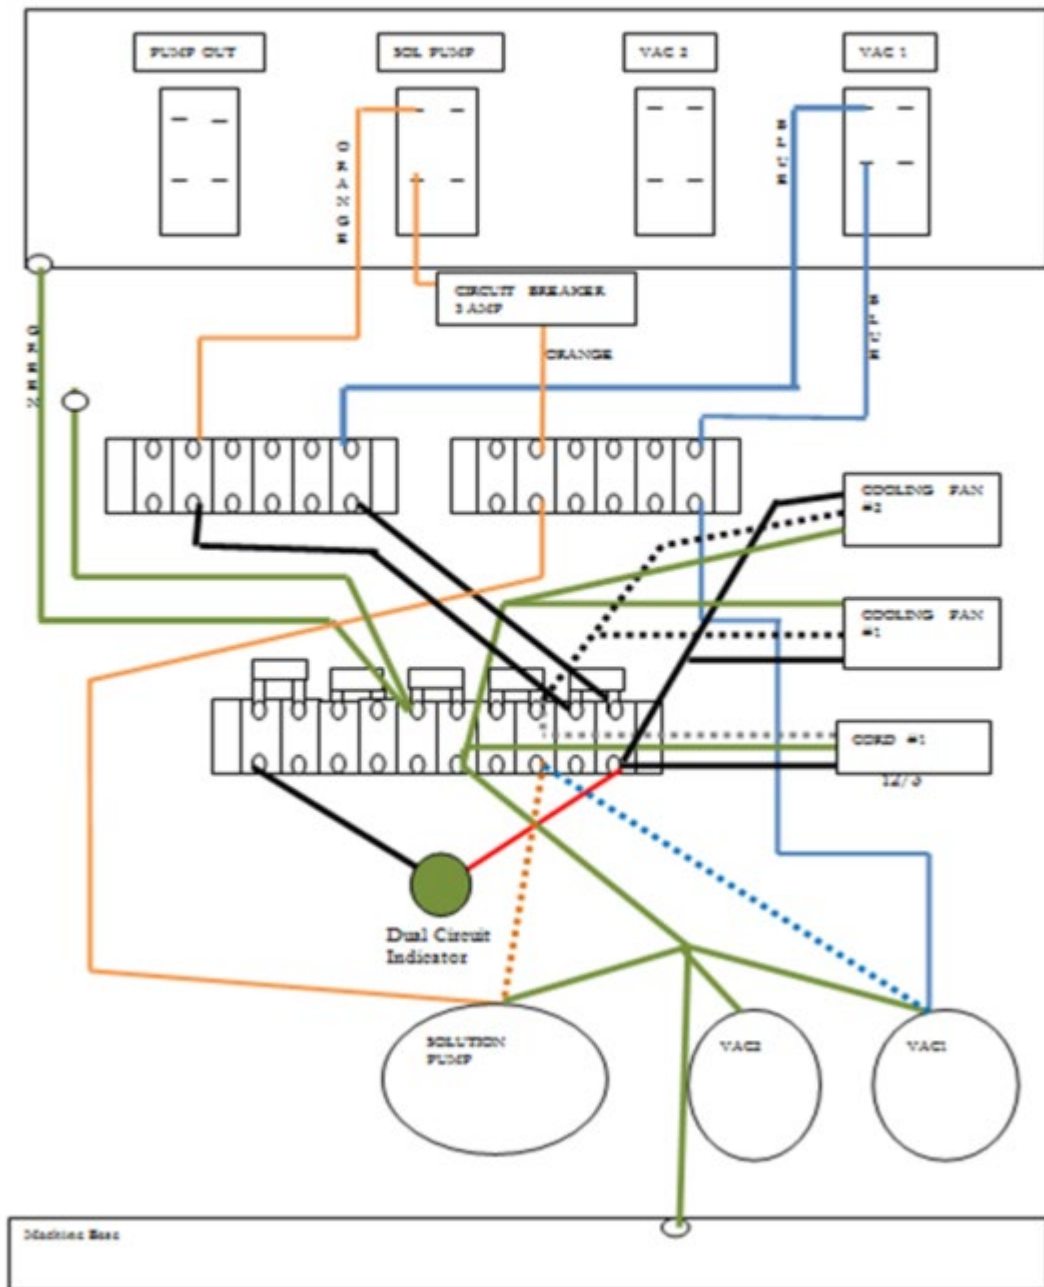 PUMP OUT
SOL PUMP
VAC 2
VAC 1
ORANGE
BLUE
CIRCUIT BREAKER
3 AMP
ORANGE
BLUE
GREEN
COOLING FAN
#2
COOLING FAN
#1
CORD #1
12/3
Dual Circuit
Indicator
SOLUTION
PUMP
VAC2
VAC1
Machine Base